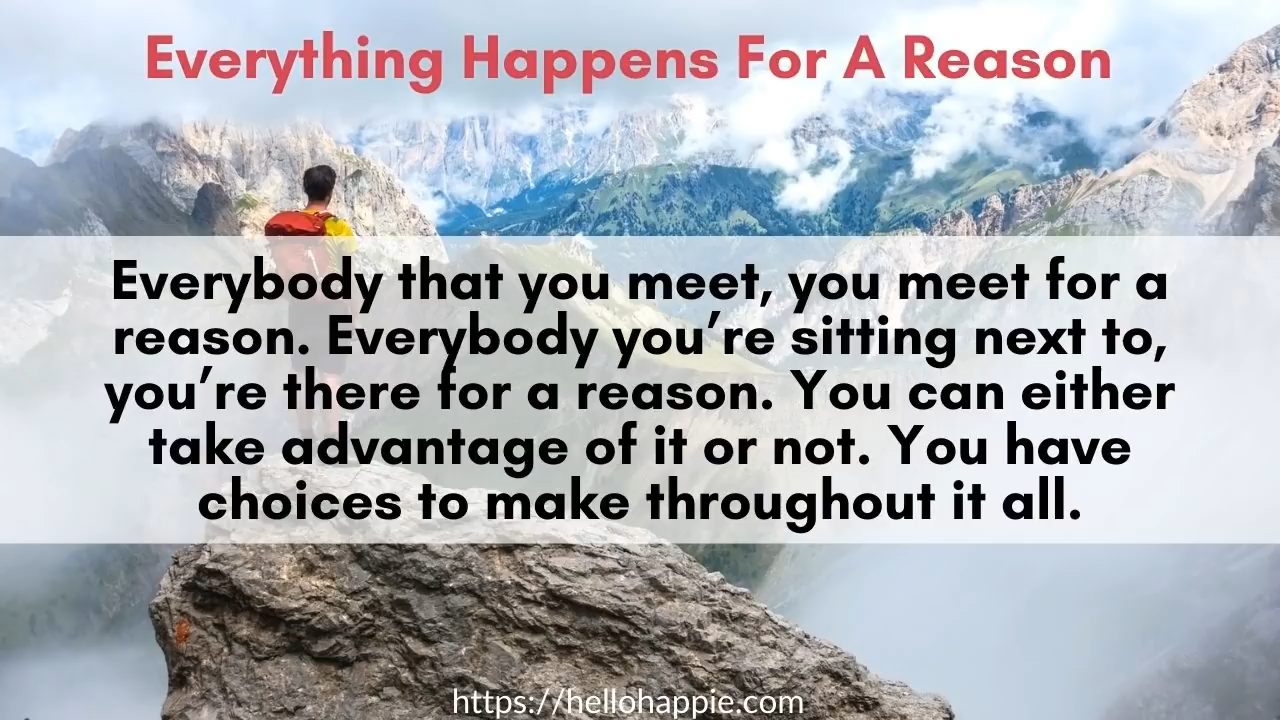 Everything Happens For A Reason
Everybody that you meet, you meet for a
reason. Everybody you’re sitting next to,
you’re there for a reason. You can either
take advantage of it or not. You have
choices to make throughout it all.
https://hellohappie.com